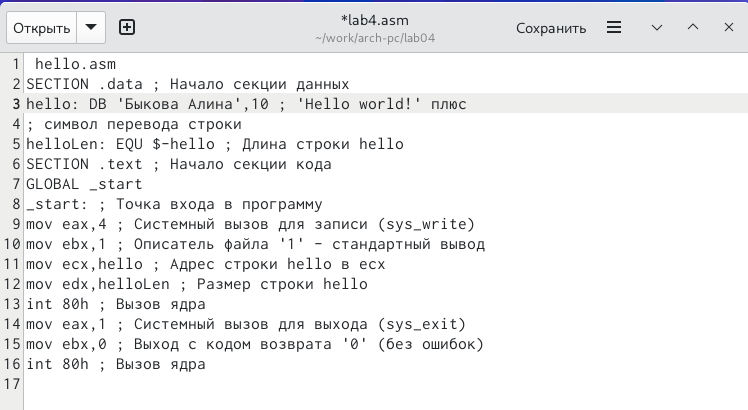 Открыть
*lab4.asm
~/work/arch-pc/lab04
Сохранить
1 hello.asm
2 SECTION .data ; Начало секции данных
3 hello: DB 'Быкова Алина',10 ; 'Hello world!' плюс
4 ; символ перевода строки
5 helloLen: EQU $-hello ; Длина строки hello
6 SECTION .text ; Начало секции кода
7 GLOBAL _start
8 _start: ; Точка входа в программу
9 mov eax,4 ; Системный вызов для записи (sys_write)
10 mov ebx,1 ; Описатель файла '1' - стандартный вывод
11 mov ecx,hello ; Адрес строки hello в ecx
12 mov edx,helloLen ; Размер строки hello
13 int 80h ; Вызов ядра
14 mov eax,1 ; Системный вызов для выхода (sys_exit)
15 mov ebx,0 ; Выход с кодом возврата '0' (без ошибок)
16 int 80h ; Вызов ядра
17